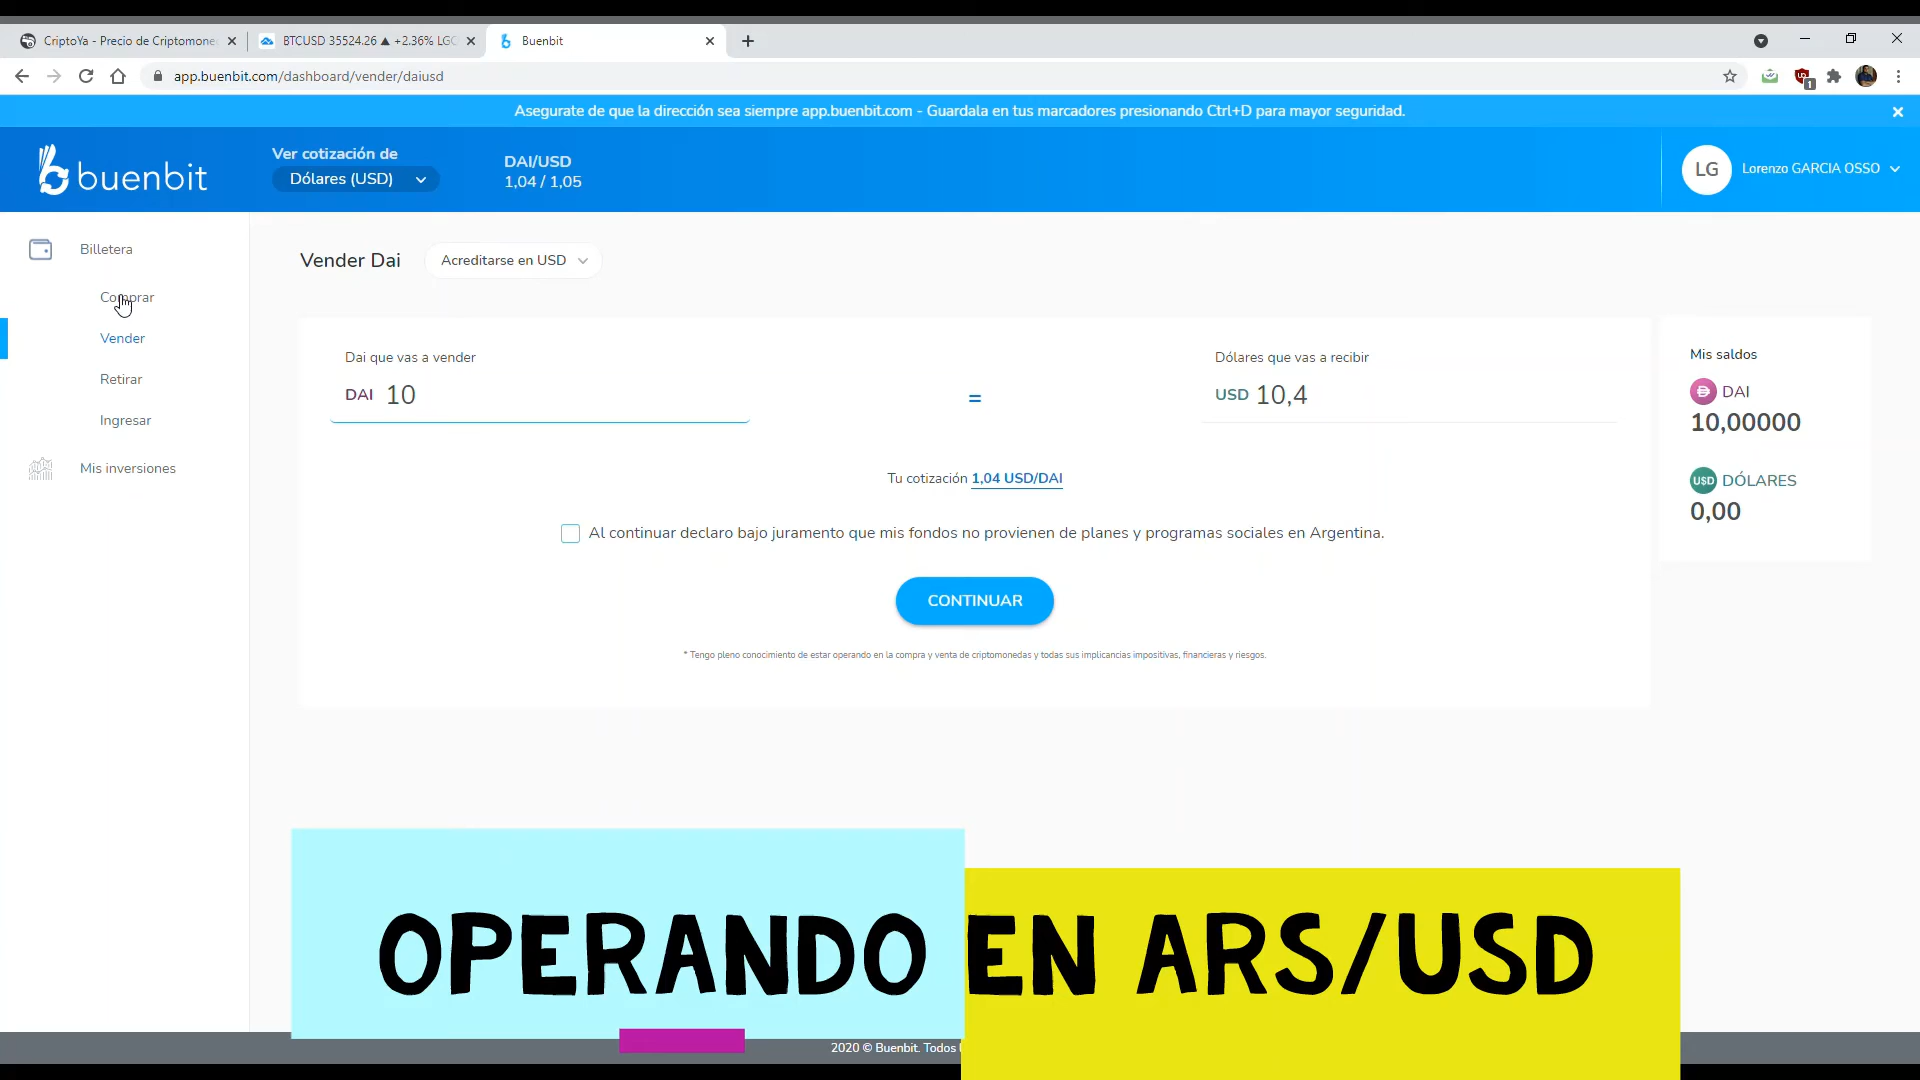 CriptoYa - Precio de Criptomone
BTCUSD 35524.26 ▲ +2.36% LGC
Buenbit
app.buenbit.com/dashboard/vender/daiusd
1
Asegurate de que la dirección sea siempre app.buenbit.com - Guardala en tus marcadores presionando Ctrl+D para mayor seguridad.
buenbit
Ver cotización de
Dólares (USD)
DAI/USD
1,04 / 1,05
LG
Lorenzo GARCIA OSSO
Billetera
Comprar
Vender
Retirar
Ingresar
Mis inversiones
Vender Dai
Acreditarse en USD
Dai que vas a vender
DAI 10
=
Dólares que vas a recibir
USD 10,4
Tu cotización 1,04 USD/DAI
Al continuar declaro bajo juramento que mis fondos no provienen de planes y programas sociales en Argentina.
CONTINUAR
* Tengo pleno conocimiento de estar operando en la compra y venta de criptomonedas y todas sus implicancias impositivas, financieras y riesgos.
Mis saldos
DAI
10,00000
U$D DÓLARES
0,00
OPERANDO EN ARS/USD
2020 © Buenbit. Todos